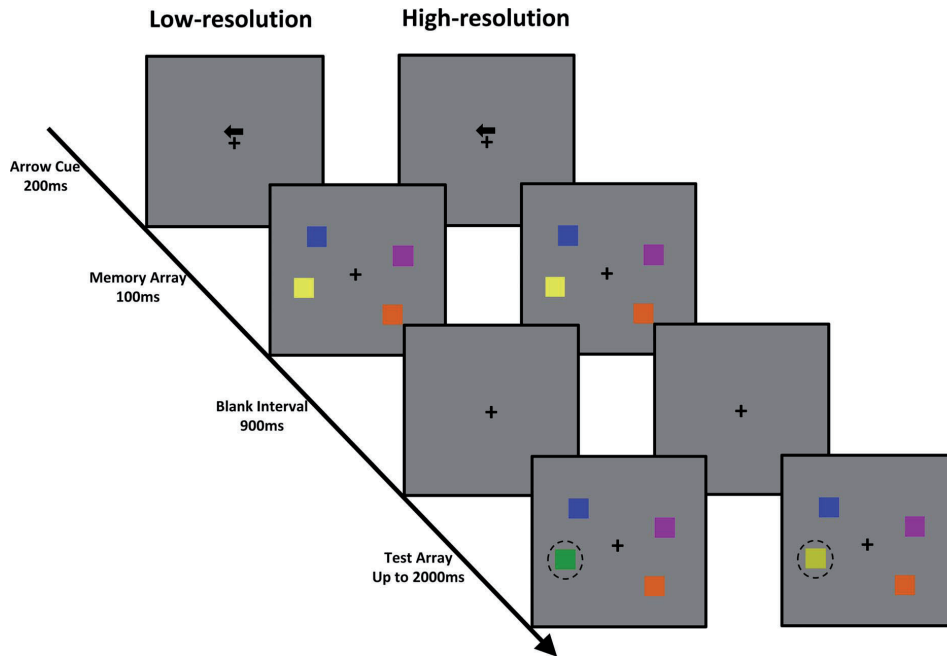 Low-resolution
High-resolution
Arrow Cue
200ms
Memory Array
100ms
Blank Interval
900ms
Test Array
Up to 2000ms